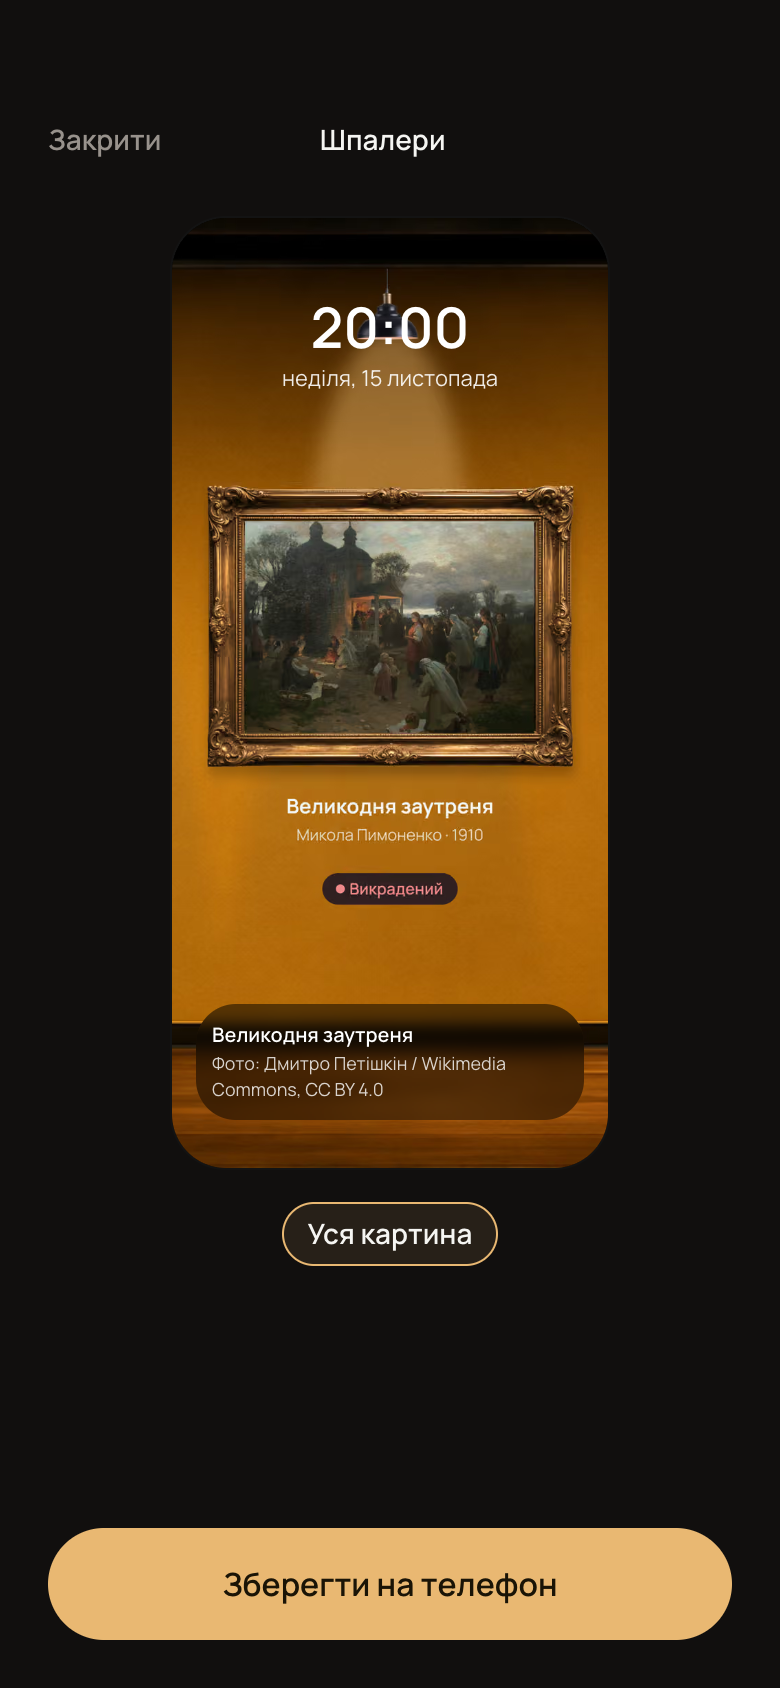 Закрити
Шпалери
20:00
неділя, 15 листопада
Великодня заутреня
Микола Пимоненко · 1910
Викрадений
Великодня заутреня
Фото: Дмитро Петішкін / Wikimedia
Commons, CC BY 4.0
Уся картина
Зберегти на телефон